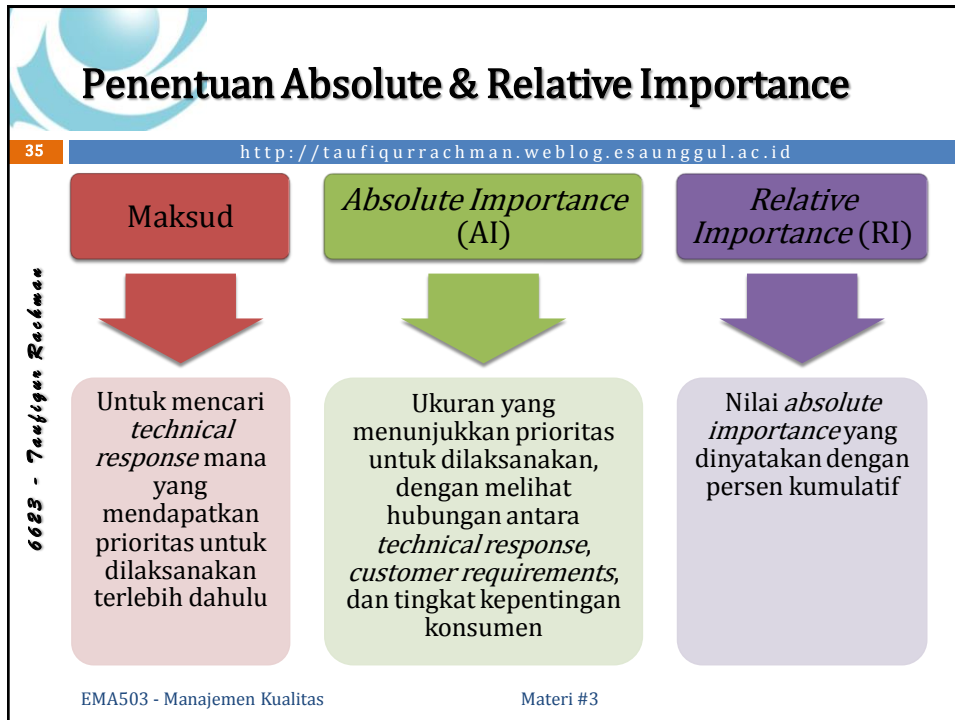 Penentuan Absolute & Relative Importance
35
http://taufiqurrachman.weblog.esaunggul.ac.id
6623 - Taufiqur Rachman
Maksud
Untuk mencari
technical
response mana
yang
mendapatkan
prioritas untuk
dilaksanakan
terlebih dahulu
Absolute Importance
(AI)
Ukuran yang
menunjukkan prioritas
untuk dilaksanakan,
dengan melihat
hubungan antara
technical response,
customer requirements,
dan tingkat kepentingan
konsumen
Relative
Importance (RI)
Nilai absolute
importance yang
dinyatakan dengan
persen kumulatif
EMA503 - Manajemen Kualitas
Materi #3